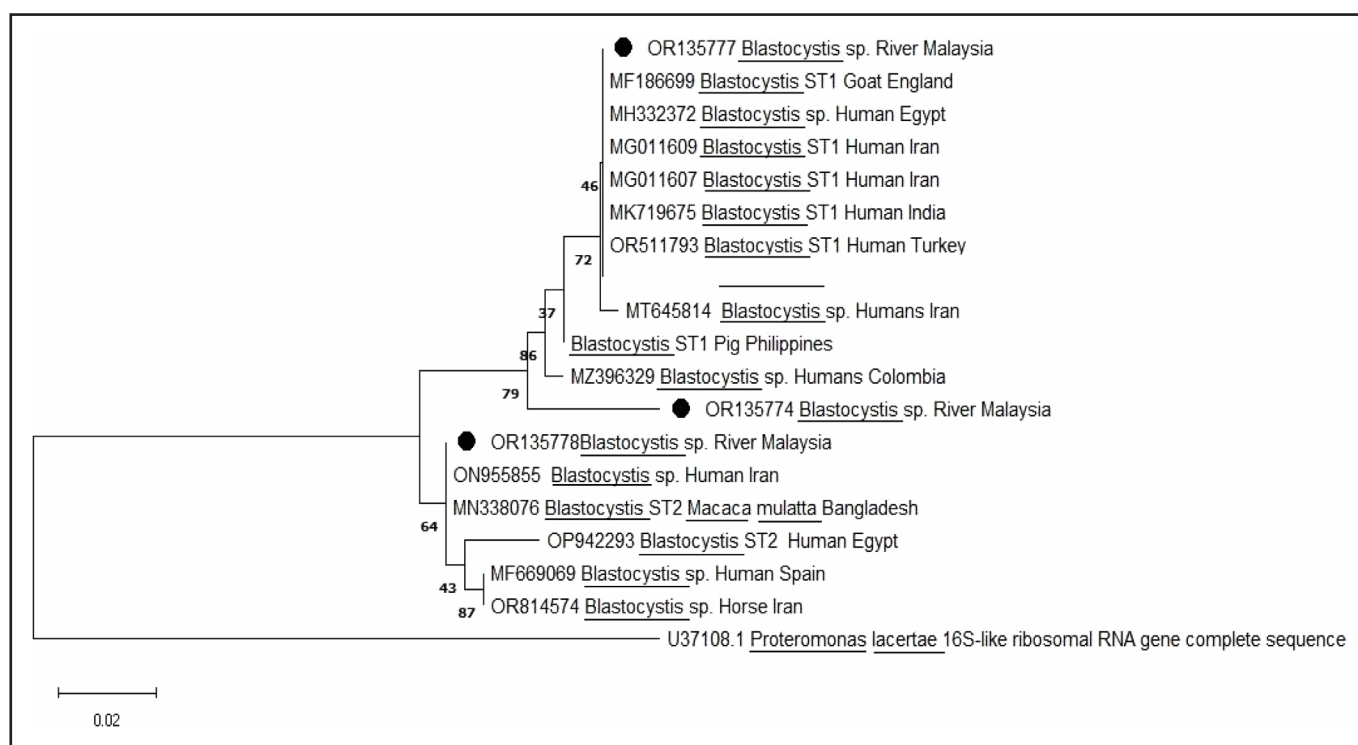 OR135777 Blastocystis sp. River Malaysia
MF186699 Blastocystis ST1 Goat England
MH332372 Blastocystis sp. Human Egypt
MG011609 Blastocystis ST1 Human Iran
MG011607 Blastocystis ST1 Human Iran
46
MK719675 Blastocystis ST1 Human India
OR511793 Blastocystis ST1 Human Turkey
72
MT645814 Blastocystis sp. Humans Iran
37
Blastocystis ST1 Pig Philippines
86
MZ396329 Blastocystis sp. Humans Colombia
79
OR135774 Blastocystis sp. River Malaysia
OR135778Blastocystis sp. River Malaysia
ON955855 Blastocystis sp. Human Iran
MN338076 Blastocystis ST2 Macaca mulatta Bangladesh
64
OP942293 Blastocystis ST2 Human Egypt
MF669069 Blastocystis sp. Human Spain
43
OR814574 Blastocystis sp. Horse Iran
87
U37108.1 Proteromonas lacertae 16S-like ribosomal RNA gene complete sequence
0.02